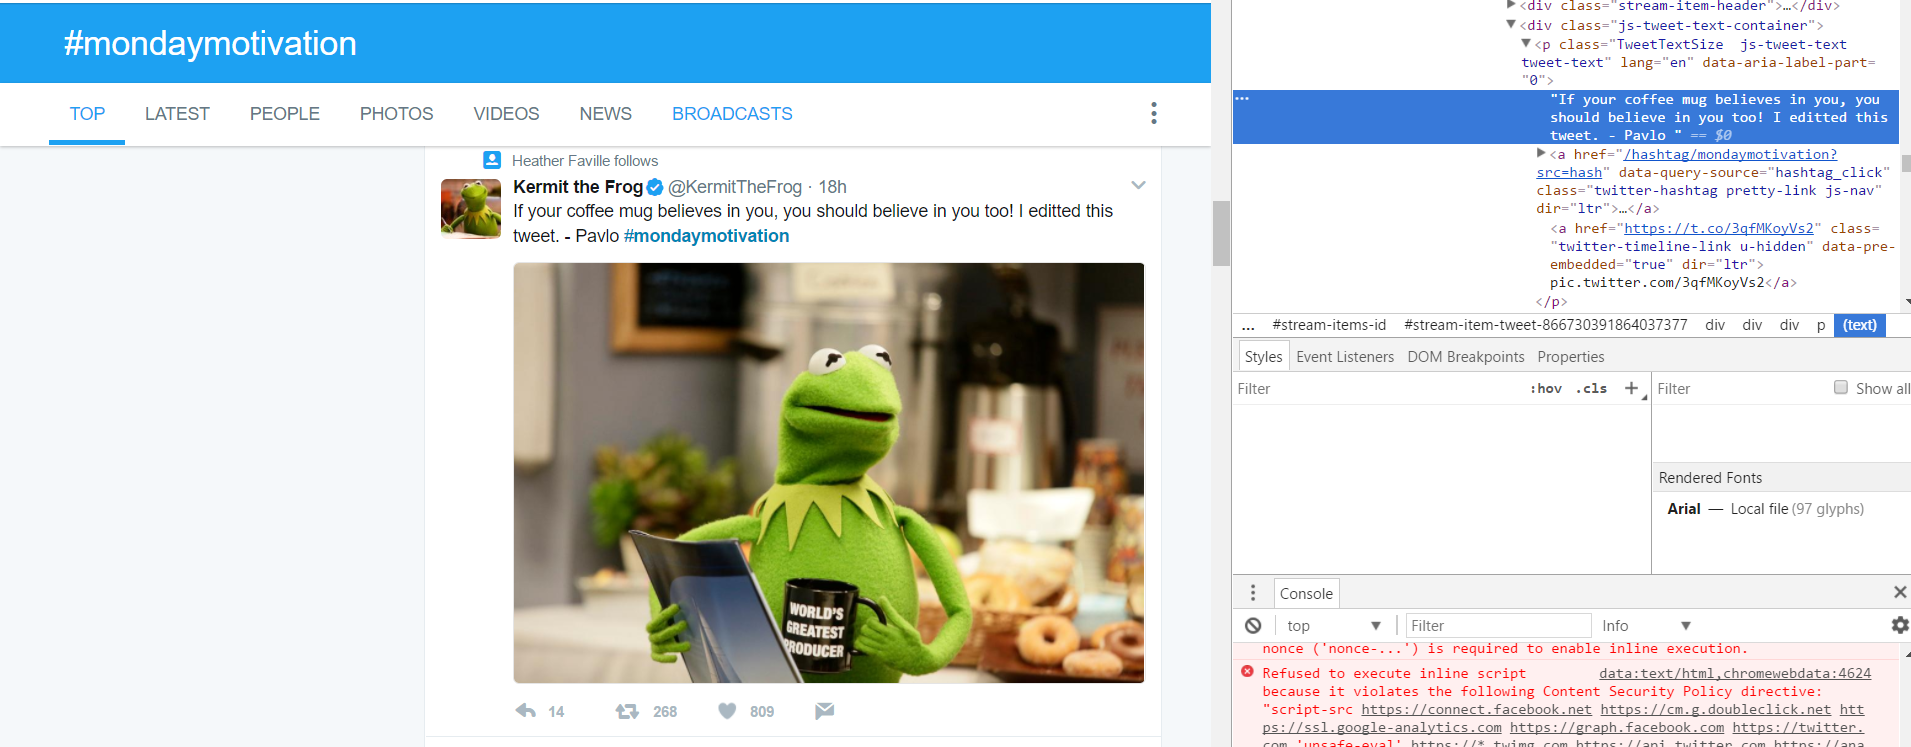 #mondaymotivation
TOP LATEST PEOPLE PHOTOS VIDEOS NEWS BROADCASTS
Heather Faville follows
Kermit the Frog @KermitTheFrog · 18h
If your coffee mug believes in you, you should believe in you too! I editted this
tweet. - Pavlo #mondaymotivation
WORLD'S
GREATEST
PRODUCER
14 268 809
<div class="stream-item-header">…</div>
<div class="js-tweet-text-container">
<p class="TweetTextSize  js-tweet-text
tweet-text" lang="en" data-aria-label-part=
"0">
"If your coffee mug believes in you, you
should believe in you too! I editted this
tweet. - Pavlo " == $0
<a href="/hashtag/mondaymotivation?
src=hash" data-query-source="hashtag_click"
class="twitter-hashtag pretty-link js-nav"
dir="ltr">…</a>
<a href="https://t.co/3qfMKoyVs2" class=
"twitter-timeline-link u-hidden" data-pre-
embedded="true" dir="ltr">
pic.twitter.com/3qfMKoyVs2</a>
</p>
... #stream-items-id #stream-item-tweet-866730391864037377 div div div p (text)
Styles Event Listeners DOM Breakpoints Properties
Filter :hov .cls + Filter Show all
Rendered Fonts
Arial — Local file (97 glyphs)
Console
top Filter Info
nonce ('nonce-...') is required to enable inline execution.
Refused to execute inline script data:text/html,chromewebdata:4624
because it violates the following Content Security Policy directive:
"script-src https://connect.facebook.net https://cm.g.doubleclick.net htt
ps://ssl.google-analytics.com https://graph.facebook.com https://twitter.
com 'unsafe-eval' https://*.twimg.com https://api.twitter.com https://ana